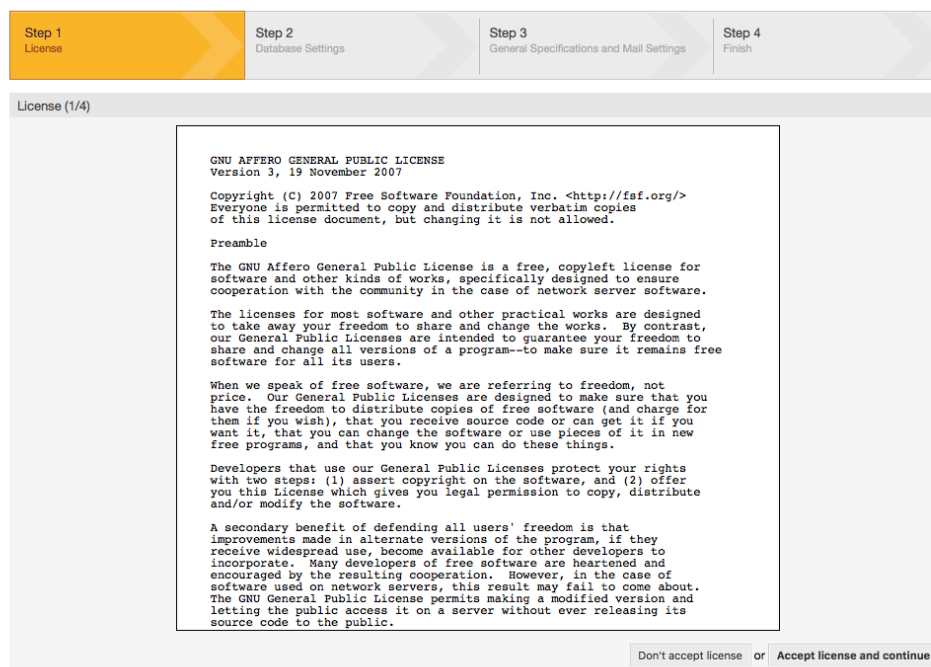 Step 1
License
Step 2
Database Settings
Step 3
General Specifications and Mail Settings
Step 4
Finish
License (1/4)
GNU AFFERO GENERAL PUBLIC LICENSE
Version 3, 19 November 2007
Copyright (C) 2007 Free Software Foundation, Inc. <http://fsf.org/>
Everyone is permitted to copy and distribute verbatim copies
of this license document, but changing it is not allowed.
Preamble
The GNU Affero General Public License is a free, copyleft license for
software and other kinds of works, specifically designed to ensure
cooperation with the community in the case of network server software.
The licenses for most software and other practical works are designed
to take away your freedom to share and change the works.  By contrast,
our General Public Licenses are intended to guarantee your freedom to
share and change all versions of a program--to make sure it remains free
software for all its users.
When we speak of free software, we are referring to freedom, not
price.  Our General Public Licenses are designed to make sure that you
have the freedom to distribute copies of free software (and charge for
them if you wish), that you receive source code or can get it if you
want it, that you can change the software or use pieces of it in new
free programs, and that you know you can do these things.
Developers that use our General Public Licenses protect your rights
with two steps: (1) assert copyright on the software, and (2) offer
you this License which gives you legal permission to copy, distribute
and/or modify the software.
A secondary benefit of defending all users' freedom is that
improvements made in alternate versions of the program, if they
receive widespread use, become available for other developers to
incorporate.  Many developers of free software are heartened and
encouraged by the resulting cooperation.  However, in the case of
software used on network servers, this result may fail to come about.
The GNU General Public License permits making a modified version and
letting the public access it on a server without ever releasing its
source code to the public.
Don't accept license or Accept license and continue